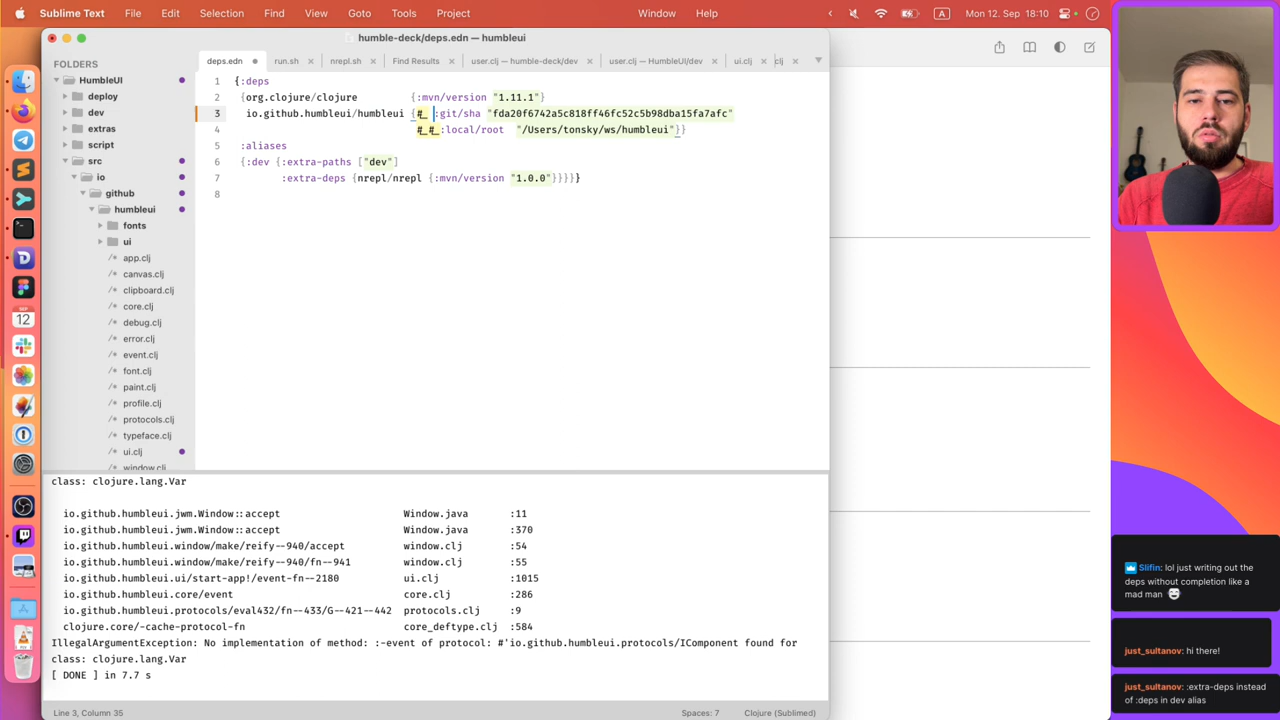 Sublime Text File Edit Selection Find View Goto Tools Project Window Help A Mon 12. Sep 18:10
humble-deck/deps.edn — humbleui
FOLDERS
HumbleUI
deploy
dev
extras
script
src
io
github
humbleui
fonts
ui
app.clj
canvas.clj
clipboard.clj
core.clj
debug.clj
error.clj
event.clj
font.clj
paint.clj
profile.clj
protocols.clj
typeface.clj
ui.clj
window.clj
deps.edn run.sh nrepl.sh Find Results user.clj — humble-deck/dev user.clj — HumbleUI/dev ui.clj clj
1 {:deps
2 {org.clojure/clojure {:mvn/version "1.11.1"}
3 io.github.humbleui/humbleui {#_ :git/sha "fda20f6742a5c818ff46fc52c5b98dba15fa7afc"
4 #_#_:local/root "/Users/tonsky/ws/humbleui"}}
5 :aliases
6 {:dev {:extra-paths ["dev"]
7 :extra-deps {nrepl/nrepl {:mvn/version "1.0.0"}}}}}
8
class: clojure.lang.Var
io.github.humbleui.jwm.Window::accept Window.java :11
io.github.humbleui.jwm.Window::accept Window.java :370
io.github.humbleui.window/make/reify--940/accept window.clj :54
io.github.humbleui.window/make/reify--940/fn--941 window.clj :55
io.github.humbleui.ui/start-app!/event-fn--2180 ui.clj :1015
io.github.humbleui.core/event core.clj :286
io.github.humbleui.protocols/eval432/fn--433/G--421--442 protocols.clj :9
clojure.core/-cache-protocol-fn core_deftype.clj :584
IllegalArgumentException: No implementation of method: :-event of protocol: #'io.github.humbleui.protocols/IComponent found for
class: clojure.lang.Var
[ DONE ] in 7.7 s
Line 3, Column 35 Spaces: 7 Clojure (Sublimed)
SEP
12
Slifin: lol just writing out the
deps without completion like a
mad man
just_sultanov: hi there!
just_sultanov: :extra-deps instead
of :deps in dev alias